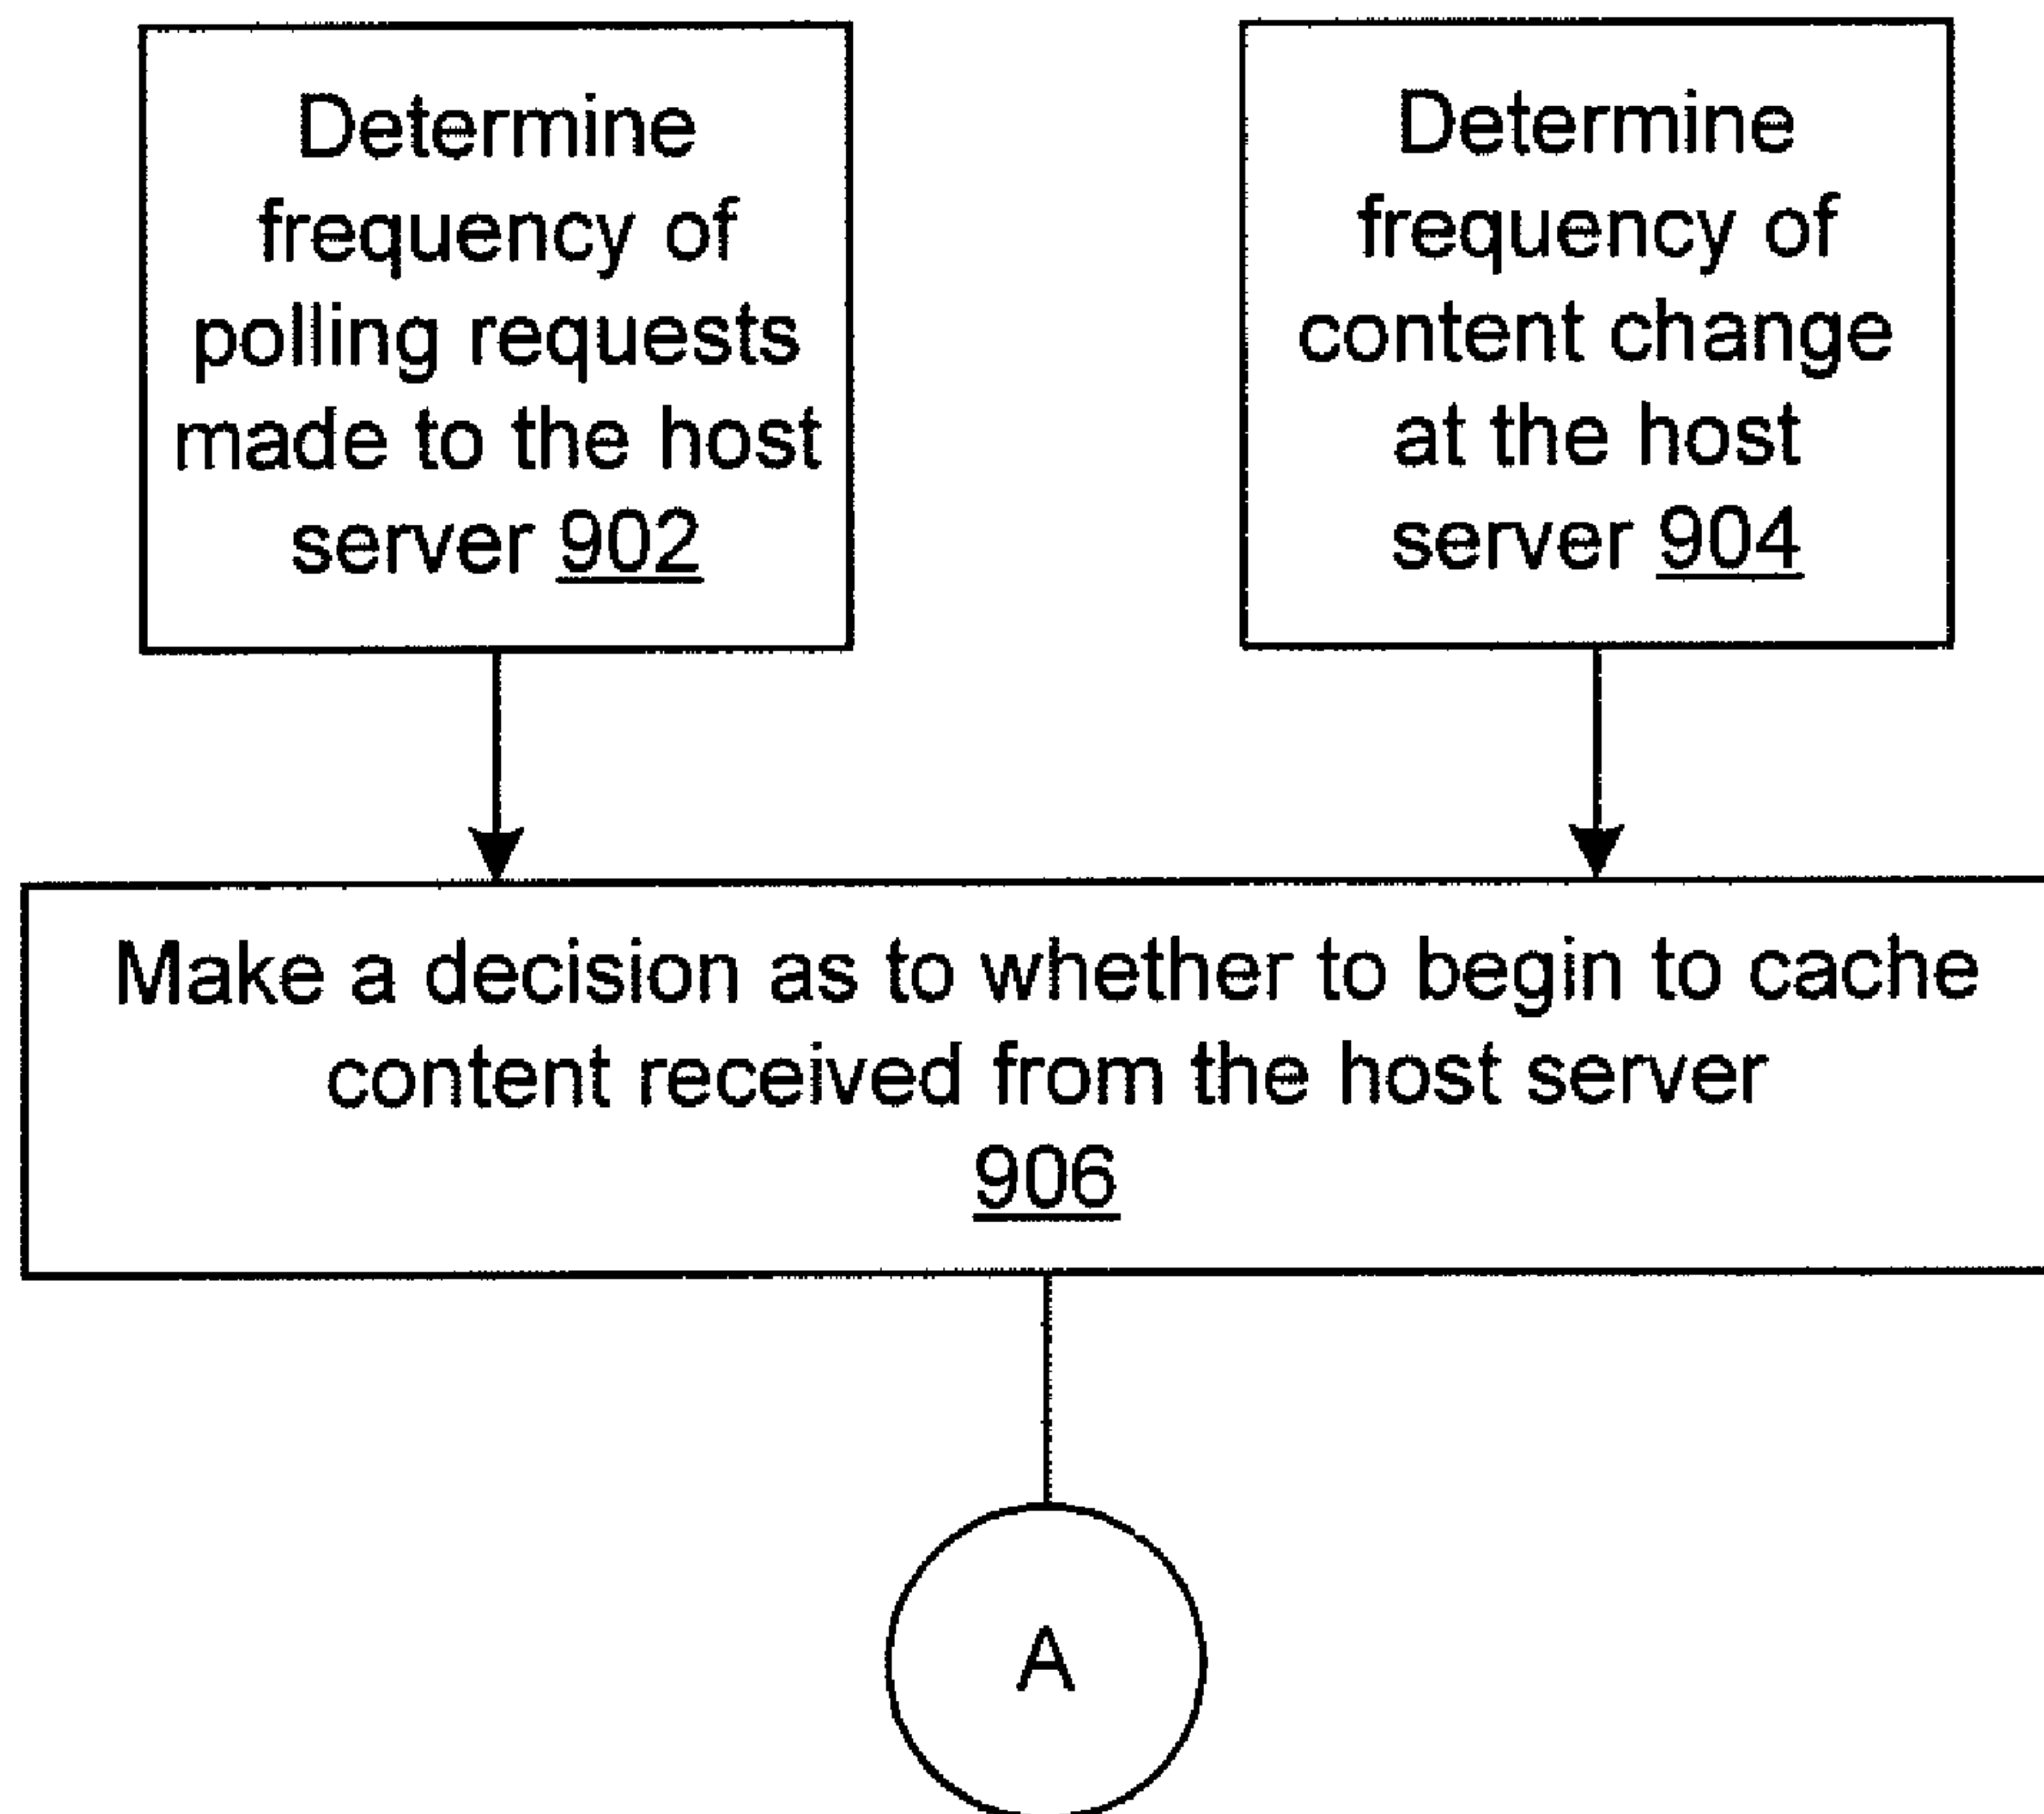 Determine
frequency of
polling requests
made to the host
server 902
Determine
frequency of
content change
at the host
server 904
Make a decision as to whether to begin to cache
content received from the host server
906
A